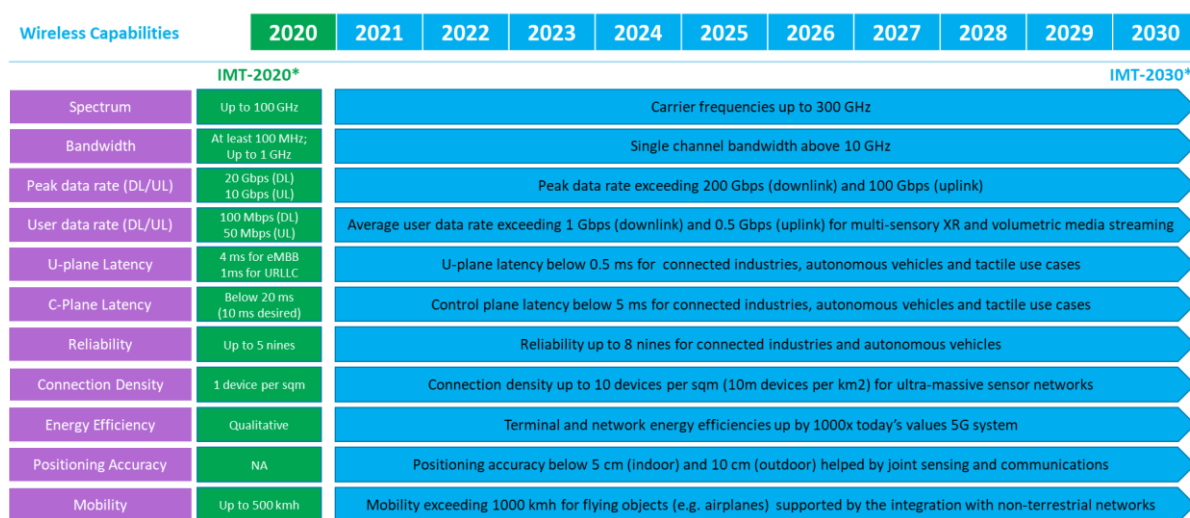 Wireless Capabilities 2020 2021 2022 2023 2024 2025 2026 2027 2028 2029 2030
IMT-2020* IMT-2030*
Spectrum
Up to 100 GHz
Carrier frequencies up to 300 GHz
Bandwidth
At least 100 MHz;
Up to 1 GHz
Single channel bandwidth above 10 GHz
Peak data rate (DL/UL)
20 Gbps (DL)
10 Gbps (UL)
Peak data rate exceeding 200 Gbps (downlink) and 100 Gbps (uplink)
User data rate (DL/UL)
100 Mbps (DL)
50 Mbps (UL)
Average user data rate exceeding 1 Gbps (downlink) and 0.5 Gbps (uplink) for multi-sensory XR and volumetric media streaming
U-plane Latency
4 ms for eMBB
1ms for URLLC
U-plane latency below 0.5 ms for connected industries, autonomous vehicles and tactile use cases
C-Plane Latency
Below 20 ms
(10 ms desired)
Control plane latency below 5 ms for connected industries, autonomous vehicles and tactile use cases
Reliability
Up to 5 nines
Reliability up to 8 nines for connected industries and autonomous vehicles
Connection Density
1 device per sqm
Connection density up to 10 devices per sqm (10m devices per km2) for ultra-massive sensor networks
Energy Efficiency
Qualitative
Terminal and network energy efficiencies up by 1000x today's values 5G system
Positioning Accuracy
NA
Positioning accuracy below 5 cm (indoor) and 10 cm (outdoor) helped by joint sensing and communications
Mobility
Up to 500 kmh
Mobility exceeding 1000 kmh for flying objects (e.g. airplanes) supported by the integration with non-terrestrial networks